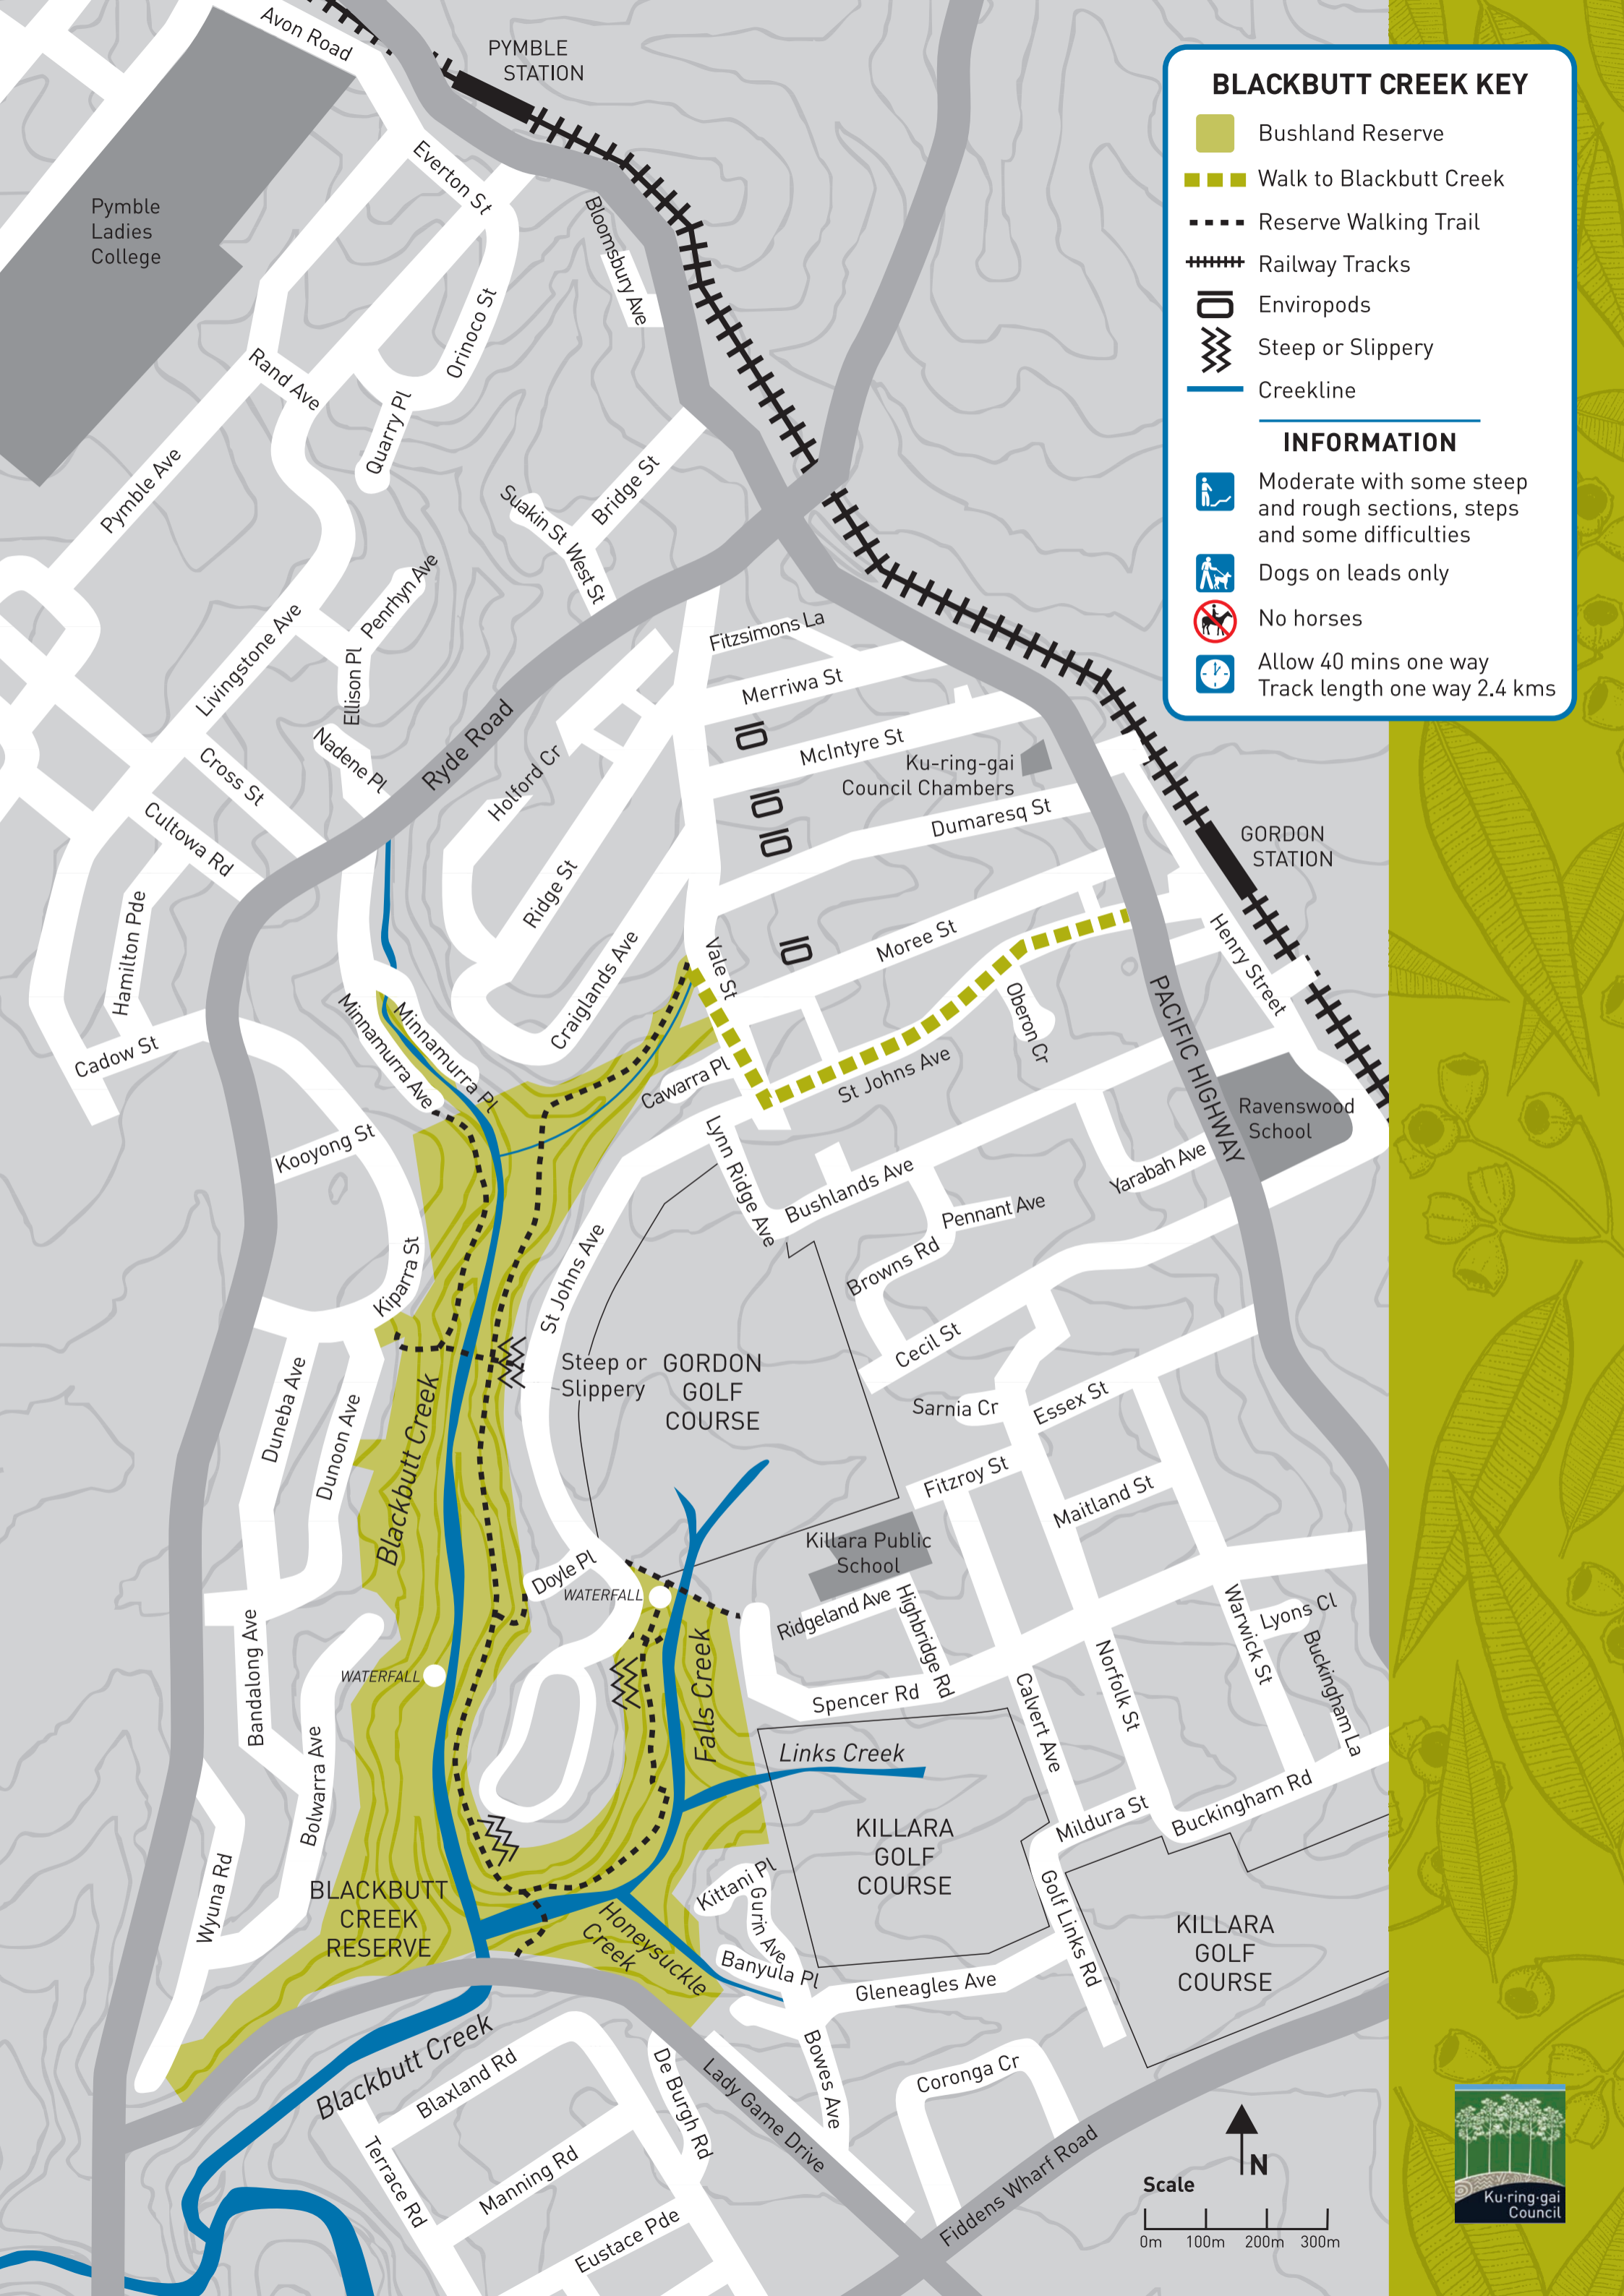 Avon Road
PYMBLE
STATION
Pymble
Ladies
College
Everton St
Bloomsbury Ave
Orinoco St
Rand Ave
Quarry Pl
Pymble Ave
Suakin St
Bridge St
West St
Penrhyn Ave
Livingstone Ave
Ellison Pl
Nadene Pl
Cross St
Cultowa Rd
Ryde Road
Holford Cr
Ridge St
Craiglands Ave
Fitzsimons La
Merriwa St
McIntyre St
Ku-ring-gai
Council Chambers
Dumaresq St
GORDON
STATION
Henry Street
Moree St
Vale St
Oberon Cr
PACIFIC HIGHWAY
St Johns Ave
Cawarra Pl
Hamilton Pde
Cadow St
Minnamurra Ave
Minnamurra Pl
Kooyong St
Kiparra St
Lynn Ridge Ave
Bushlands Ave
Ravenswood
School
Yarabah Ave
Pennant Ave
Browns Rd
Cecil St
St Johns Ave
Steep or
Slippery
GORDON
GOLF
COURSE
Duneba Ave
Dunoon Ave
Blackbutt Creek
Sarnia Cr
Essex St
Fitzroy St
Maitland St
Killara Public
School
Doyle Pl
WATERFALL
Ridgeland Ave
Highbridge Rd
Lyons Cl
Warwick St
Buckingham La
Norfolk St
Calvert Ave
Spencer Rd
Falls Creek
WATERFALL
Bandalong Ave
Bolwarra Ave
Links Creek
KILLARA
GOLF
COURSE
Mildura St
Buckingham Rd
Wyuna Rd
BLACKBUTT
CREEK
RESERVE
Honeysuckle
Creek
Kittani Pl
Gurin Ave
Banyula Pl
Golf Links Rd
KILLARA
GOLF
COURSE
Gleneagles Ave
Blackbutt Creek
Blaxland Rd
De Burgh Rd
Lady Game Drive
Bowes Ave
Coronga Cr
Terrace Rd
Manning Rd
Eustace Pde
Fiddens Wharf Road
N
Scale
0m 100m 200m 300m
BLACKBUTT CREEK KEY
Bushland Reserve
Walk to Blackbutt Creek
Reserve Walking Trail
Railway Tracks
Enviropods
Steep or Slippery
Creekline
INFORMATION
Moderate with some steep
and rough sections, steps
and some difficulties
Dogs on leads only
No horses
Allow 40 mins one way
Track length one way 2.4 kms
Ku-ring-gai
Council